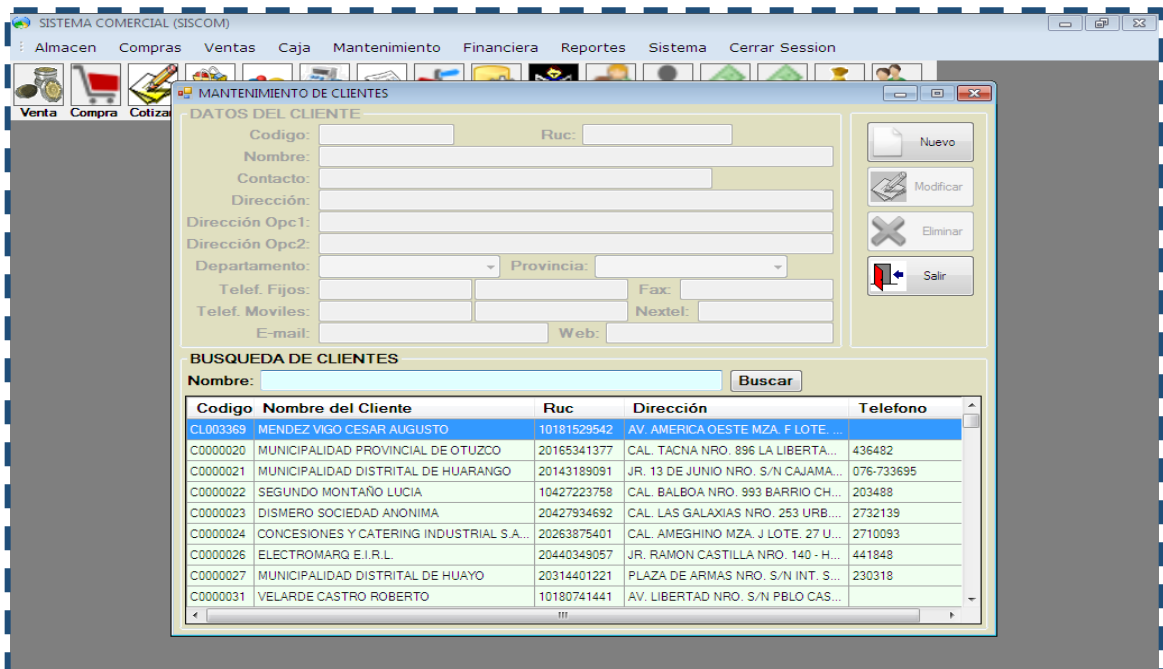 SISTEMA COMERCIAL (SISCOM)
Almacen Compras Ventas Caja Mantenimiento Financiera Reportes Sistema Cerrar Session
Venta Compra
MANTENIMIENTO DE CLIENTES
DATOS DEL CLIENTE
Codigo: Ruc:
Nombre:
Contacto:
Dirección:
Dirección Opc1:
Dirección Opc2:
Departamento: Provincia:
Telef. Fijos: Fax:
Telef. Moviles: Nextel:
E-mail: Web:
Nuevo
Modificar
Eliminar
Salir
BUSQUEDA DE CLIENTES
Nombre: Buscar
Codigo Nombre del Cliente Ruc Dirección Telefono
CL003369 MENDEZ VIGO CESAR AUGUSTO 10181529542 AV. AMERICA OESTE MZA. F LOTE. ...
C0000020 MUNICIPALIDAD PROVINCIAL DE OTUZCO 20165341377 CAL. TACNA NRO. 896 LA LIBERTA... 436482
C0000021 MUNICIPALIDAD DISTRITAL DE HUARANGO 20143189091 JR. 13 DE JUNIO NRO. S/N CAJAMA... 076-733695
C0000022 SEGUNDO MONTAÑO LUCIA 10427223758 CAL. BALBOA NRO. 993 BARRIO CH... 203488
C0000023 DISMERO SOCIEDAD ANONIMA 20427934692 CAL. LAS GALAXIAS NRO. 253 URB.... 2732139
C0000024 CONCESIONES Y CATERING INDUSTRIAL S.A... 20263875401 CAL. AMEGHINO MZA. J LOTE. 27 U... 2710093
C0000026 ELECTROMARQ E.I.R.L. 20440349057 JR. RAMON CASTILLA NRO. 140 - H... 441848
C0000027 MUNICIPALIDAD DISTRITAL DE HUAYO 20314401221 PLAZA DE ARMAS NRO. S/N INT. S... 230318
C0000031 VELARDE CASTRO ROBERTO 10180741441 AV. LIBERTAD NRO. S/N PBLO CAS...